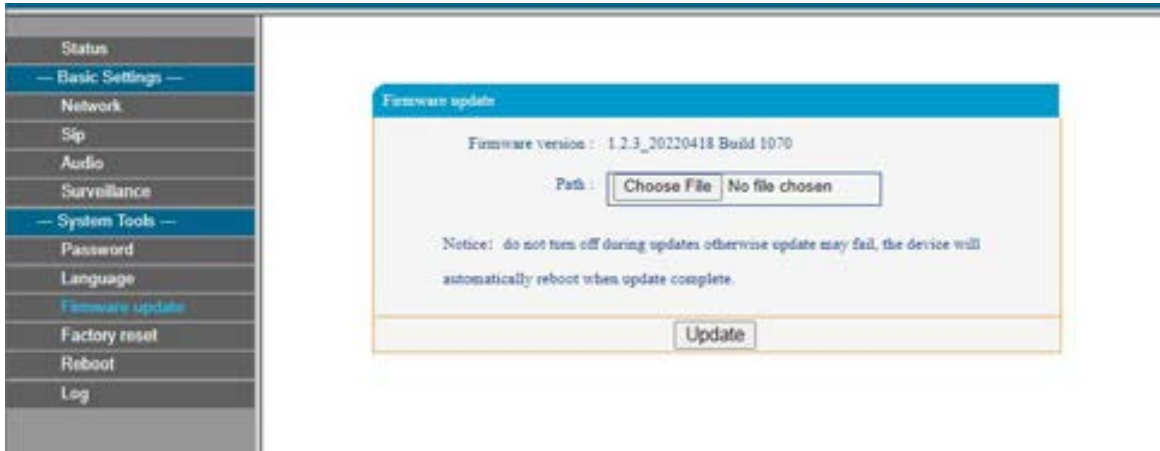 Status
--- Basic Settings ---
Network
Sip
Audio
Surveillance
--- System Tools ---
Password
Language
Firmware update
Factory reset
Reboot
Log
Firmware update
Firmware version : 1.2.3_20220418 Build 1070
Path : Choose File No file chosen
Notice: do not turn off during updates otherwise update may fail, the device will
automatically reboot when update complete.
Update